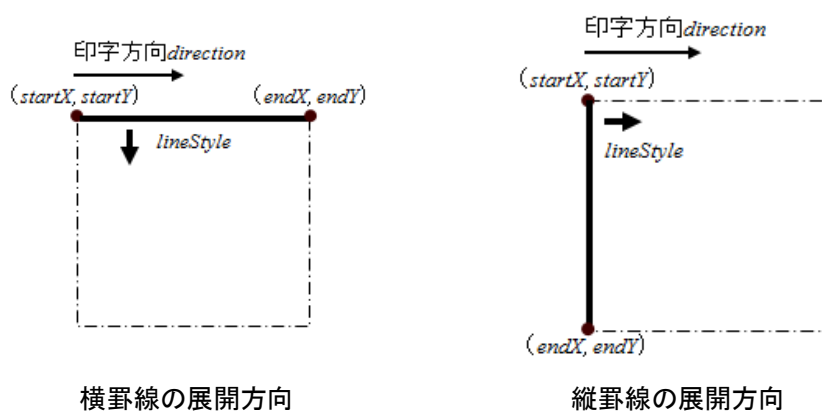 印字方向direction
(startX, startY)
(endX, endY)
lineStyle
横罫線の展開方向
印字方向direction
(startX, startY)
lineStyle
(endX, endY)
縦罫線の展開方向